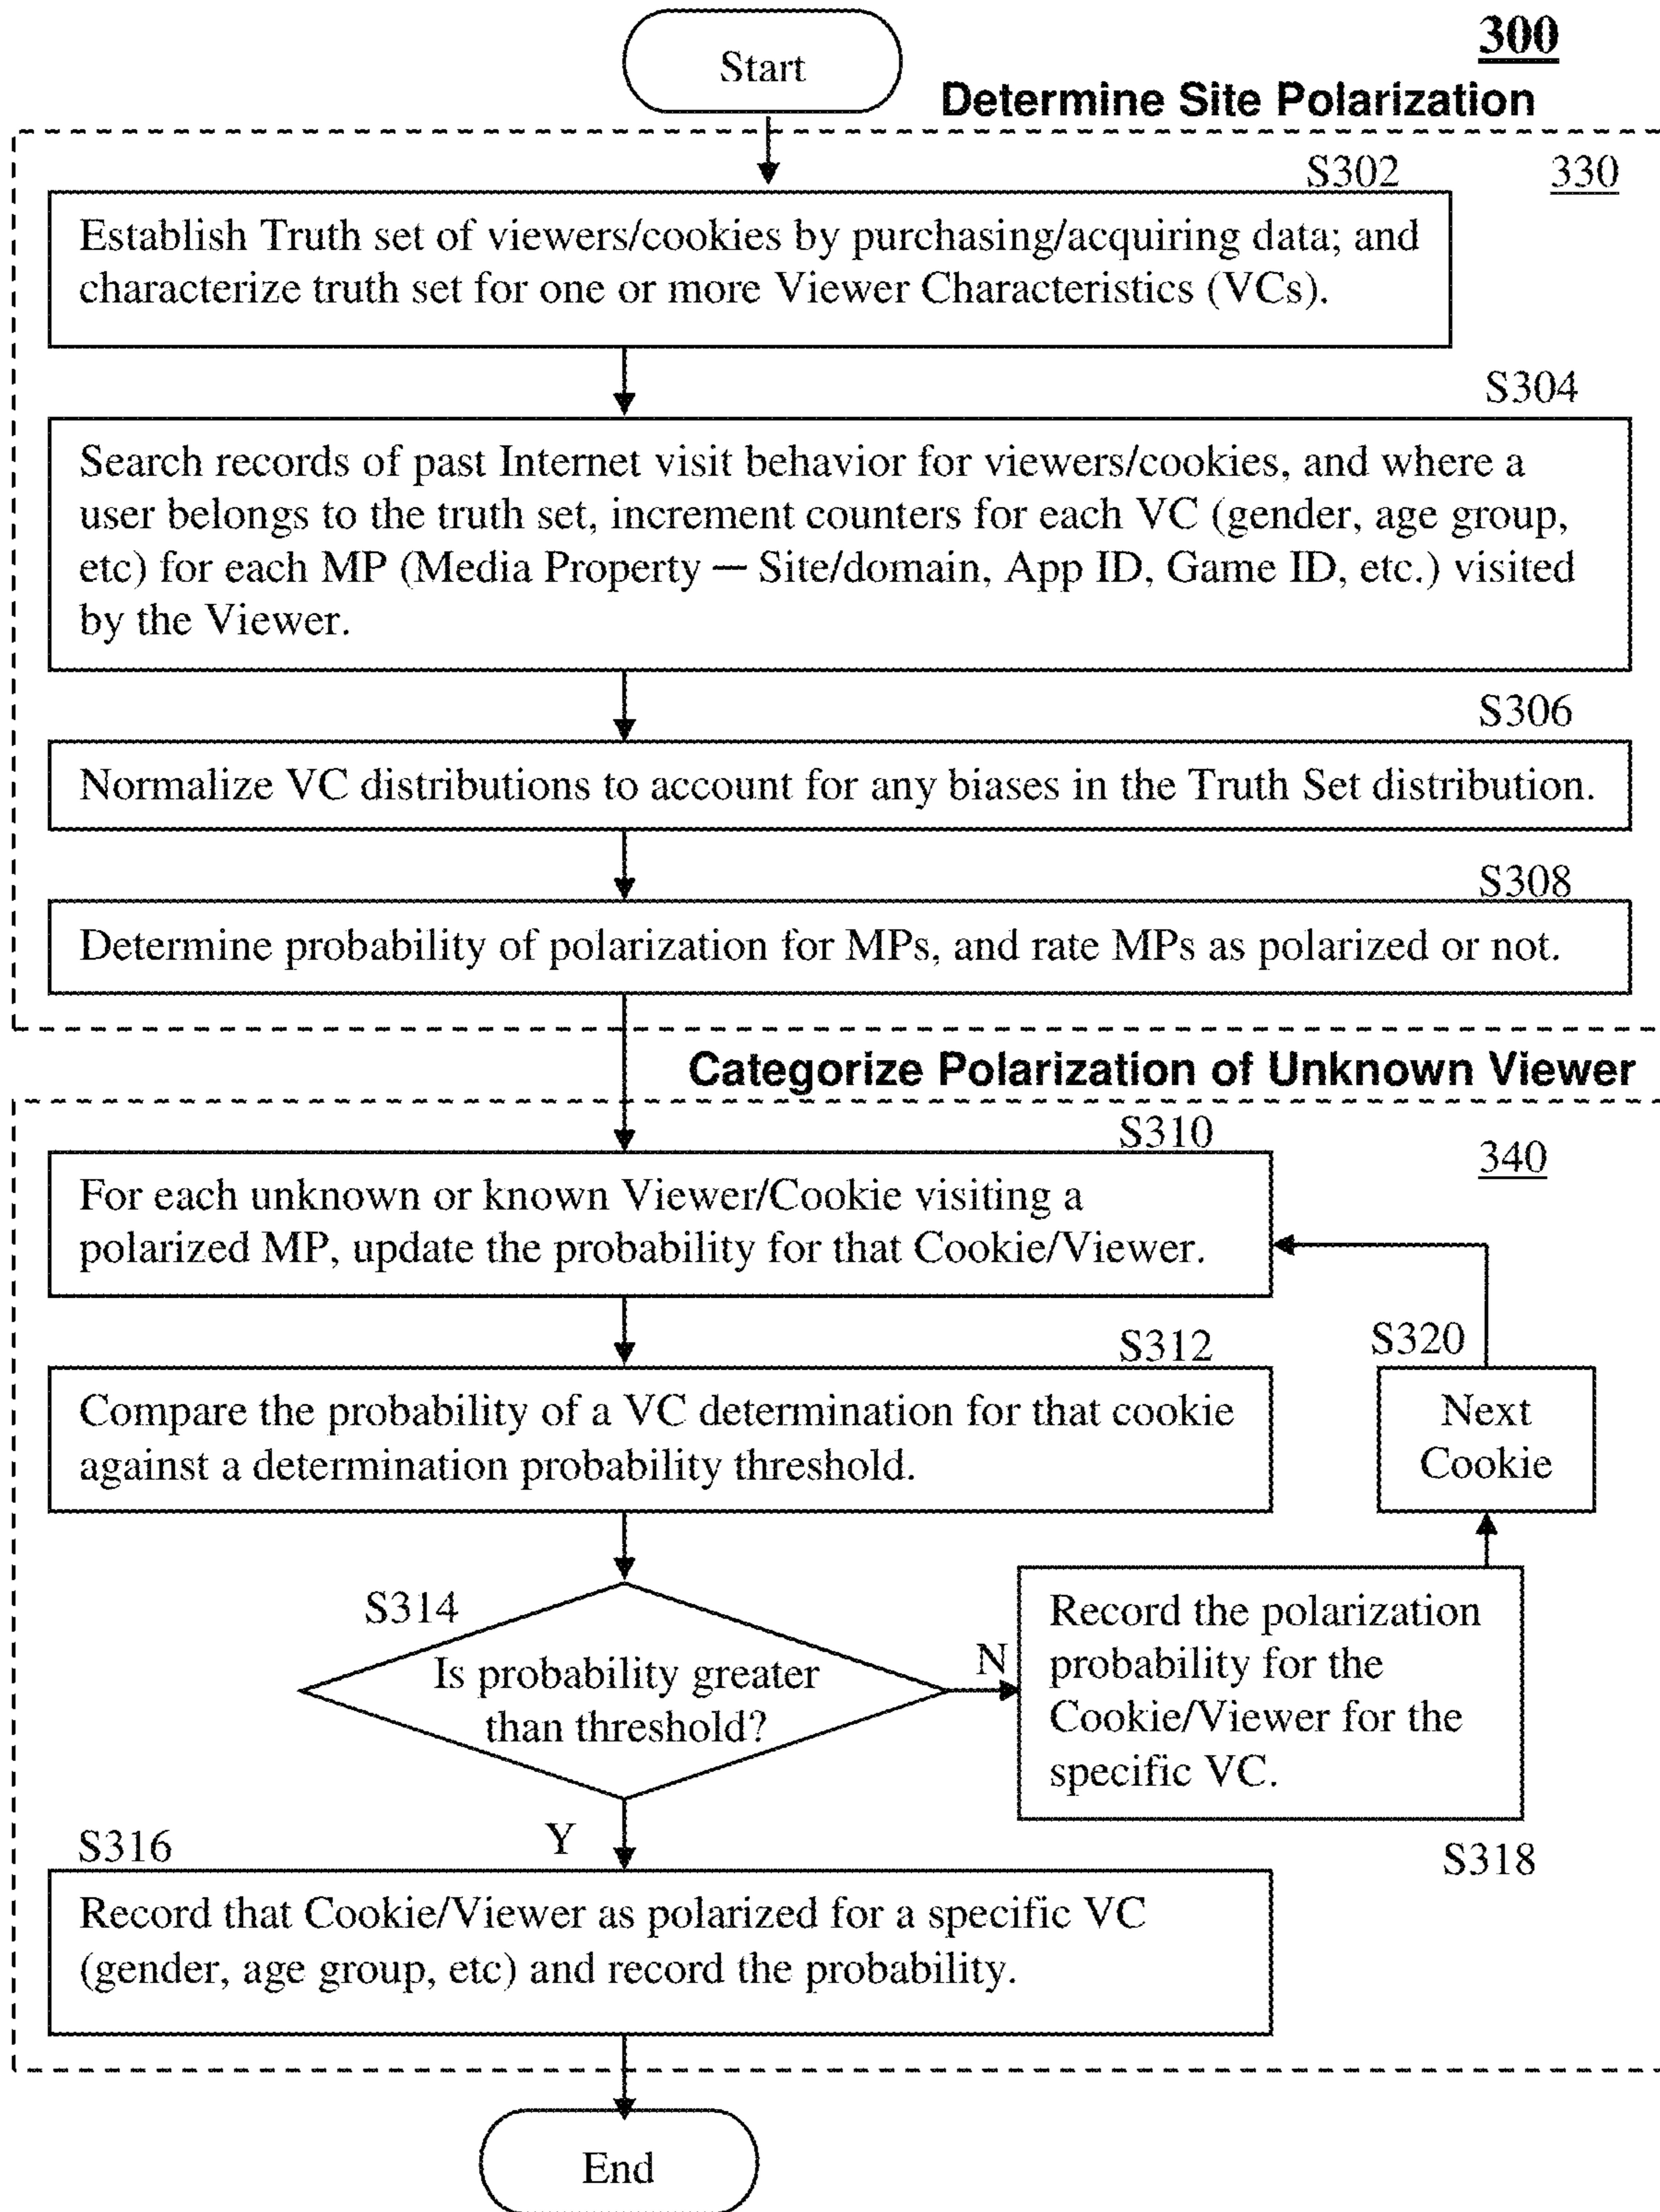 300
Start
Determine Site Polarization
S302
330
Establish Truth set of viewers/cookies by purchasing/acquiring data; and
characterize truth set for one or more Viewer Characteristics (VCs).
S304
Search records of past Internet visit behavior for viewers/cookies, and where a
user belongs to the truth set, increment counters for each VC (gender, age group,
etc) for each MP (Media Property — Site/domain, App ID, Game ID, etc.) visited
by the Viewer.
S306
Normalize VC distributions to account for any biases in the Truth Set distribution.
S308
Determine probability of polarization for MPs, and rate MPs as polarized or not.
Categorize Polarization of Unknown Viewer
S310
340
For each unknown or known Viewer/Cookie visiting a
polarized MP, update the probability for that Cookie/Viewer.
S312
Compare the probability of a VC determination for that cookie
against a determination probability threshold.
S320
Next
Cookie
S314
Is probability greater
than threshold?
N
Record the polarization
probability for the
Cookie/Viewer for the
specific VC.
S318
Y
S316
Record that Cookie/Viewer as polarized for a specific VC
(gender, age group, etc) and record the probability.
End